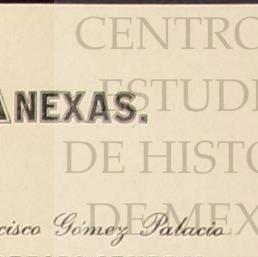 CENTRO
ANEXAS.
ESTUDI
DE HISTO
cisco Gómez Palacio
DE MEX